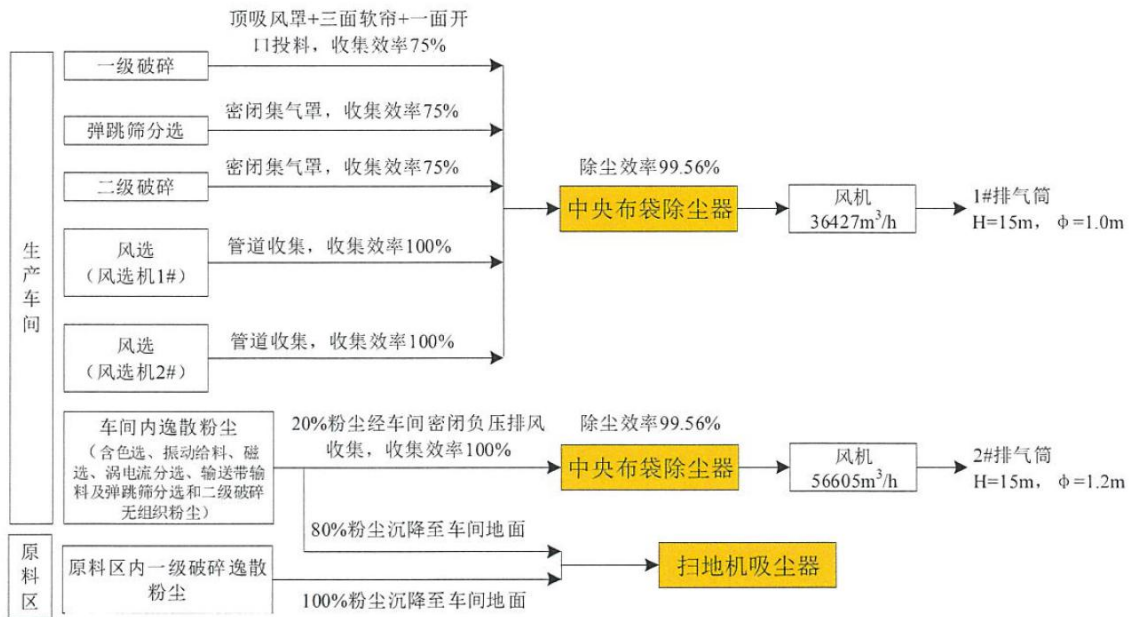 顶吸风罩+三面软帘+一面开
口投料，收集效率75%
一级破碎
密闭集气罩，收集效率75%
弹跳筛分选
密闭集气罩，收集效率75%
二级破碎
除尘效率99.56%
中央布袋除尘器
风机
36427m³/h
1#排气筒
H=15m， φ=1.0m
生产车间
管道收集，收集效率100%
风选
（风选机1#）
管道收集，收集效率100%
风选
（风选机2#）
车间内逸散粉尘
（含色选、振动给料、磁
选、涡电流分选、输送带输
料及弹跳筛分选和二级破碎
无组织粉尘）
20%粉尘经车间密闭负压排风
收集，收集效率100%
除尘效率99.56%
中央布袋除尘器
风机
56605m³/h
2#排气筒
H=15m， φ=1.2m
80%粉尘沉降至车间地面
原料区
原料区内一级破碎逸散
粉尘
100%粉尘沉降至车间地面
扫地机吸尘器